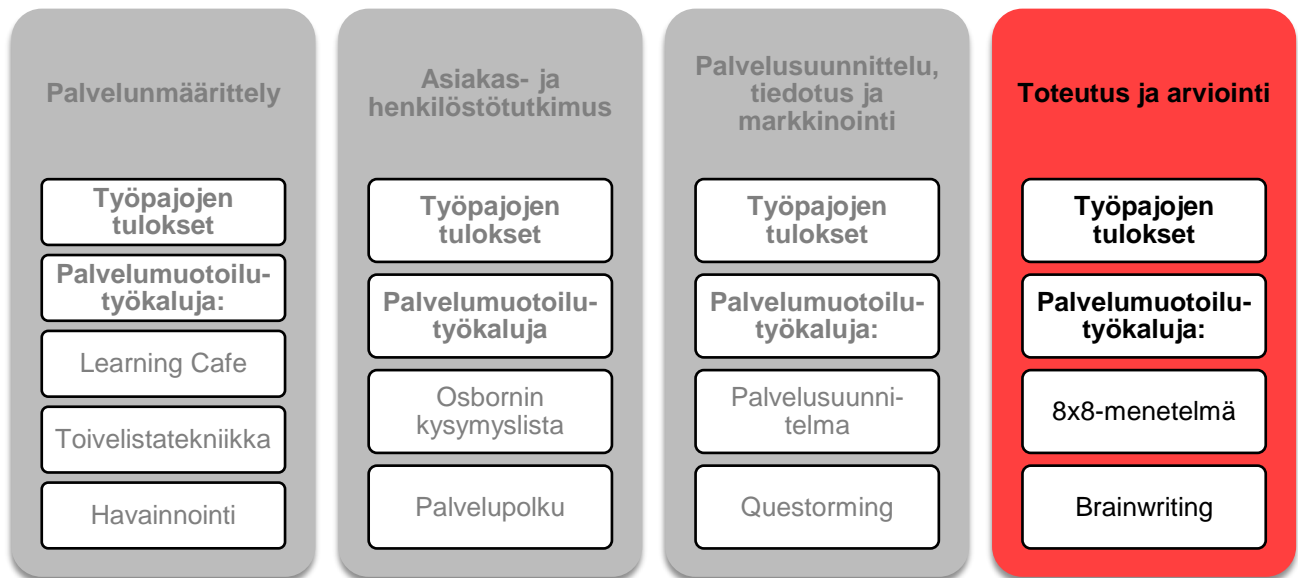 Palvelunmäärittely
Työpajojen
tulokset
Palvelumuotoilu-
työkaluja:
Learning Cafe
Toivelistatekniikka
Havainnointi
Asiakas- ja
henkilöstötutkimus
Työpajojen
tulokset
Palvelumuotoilu-
työkaluja
Osbornin
kysymyslista
Palvelupolku
Palvelusuunnittelu,
tiedotus ja
markkinointi
Työpajojen
tulokset
Palvelumuotoilu-
työkaluja:
Palvelusuunni-
telma
Questorming
Toteutus ja arviointi
Työpajojen
tulokset
Palvelumuotoilu-
työkaluja:
8x8-menetelmä
Brainwriting